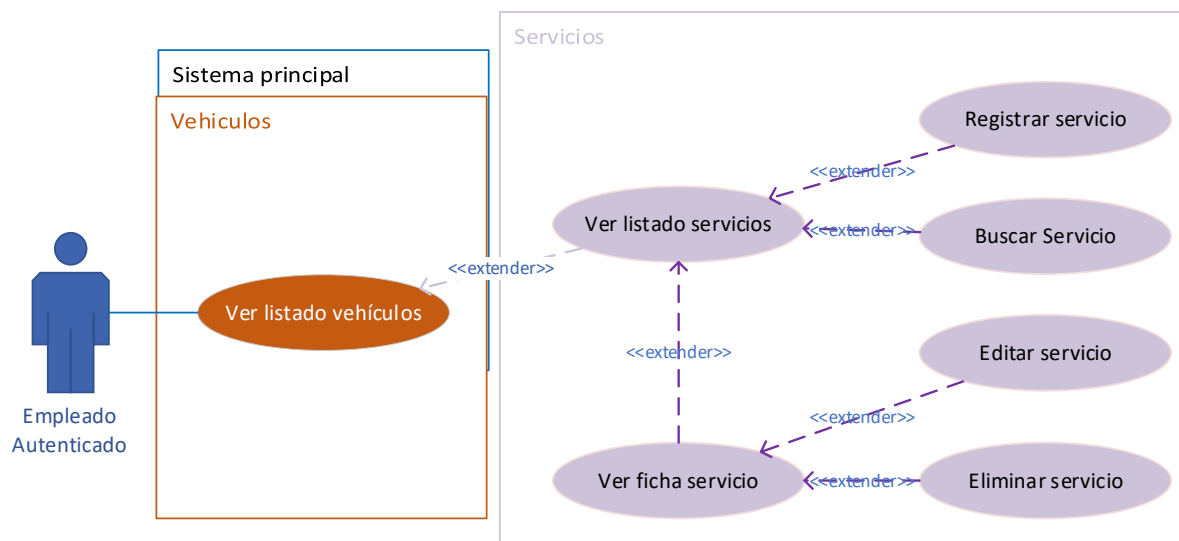 Servicios
Sistema principal
Vehiculos
Registrar servicio
<<extender>>
Ver listado servicios
<<extender>>
Buscar Servicio
<<extender>>
Ver listado vehículos
<<extender>>
Editar servicio
Empleado
Autenticado
<<extender>>
Ver ficha servicio
<<extender>>
Eliminar servicio